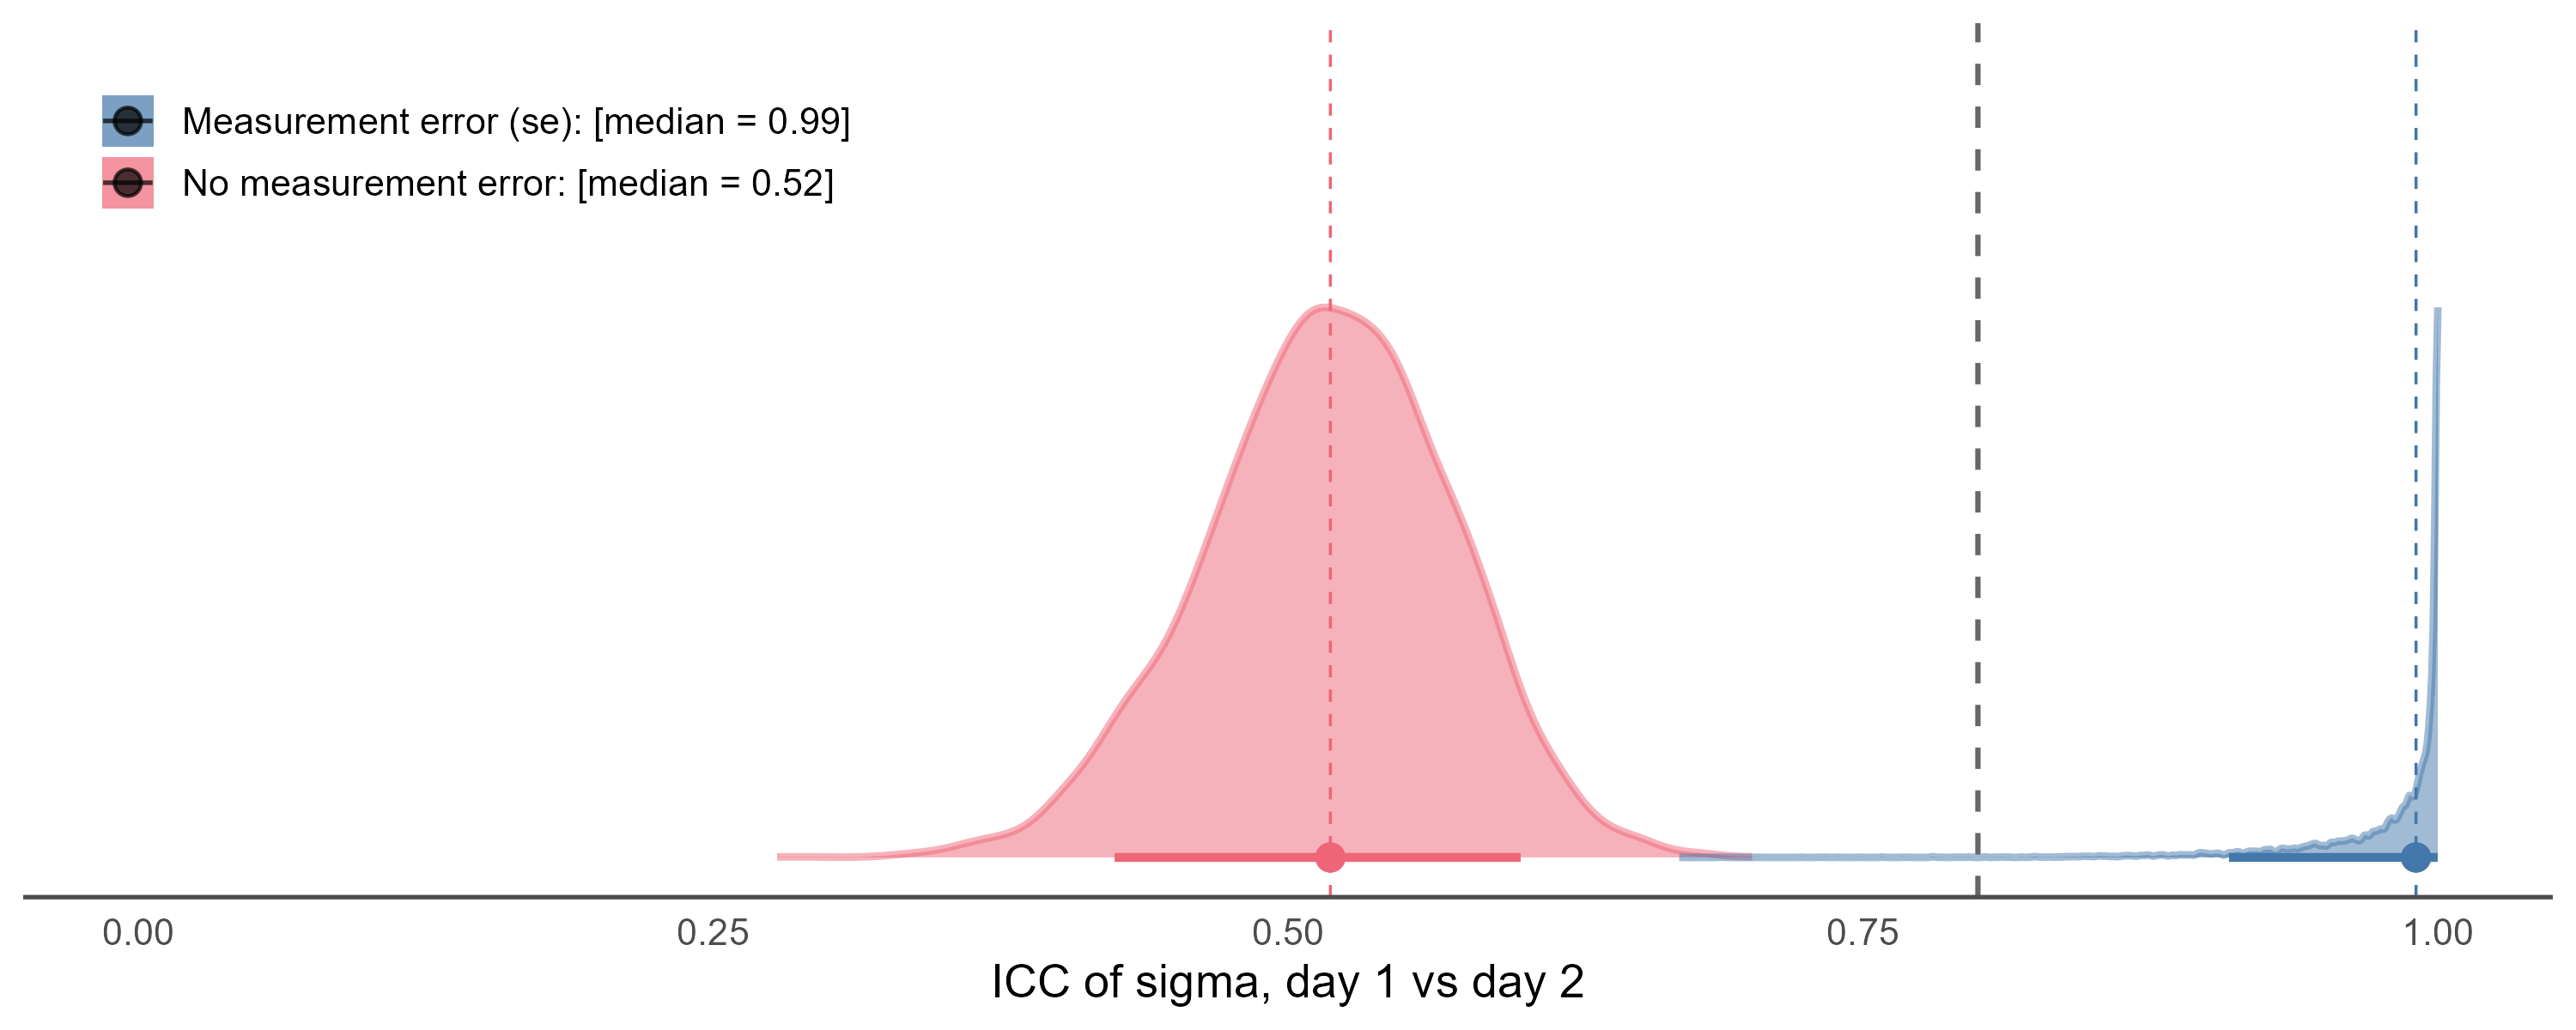 Measurement error (se): [median = 0.99]
No measurement error: [median = 0.52]
0.00 0.25 0.50 0.75 1.00
ICC of sigma, day 1 vs day 2